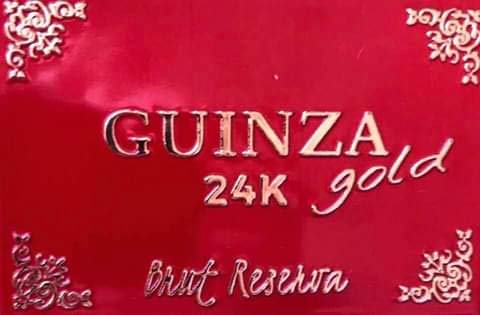 GUINZA
24K gold
Brut Reserva